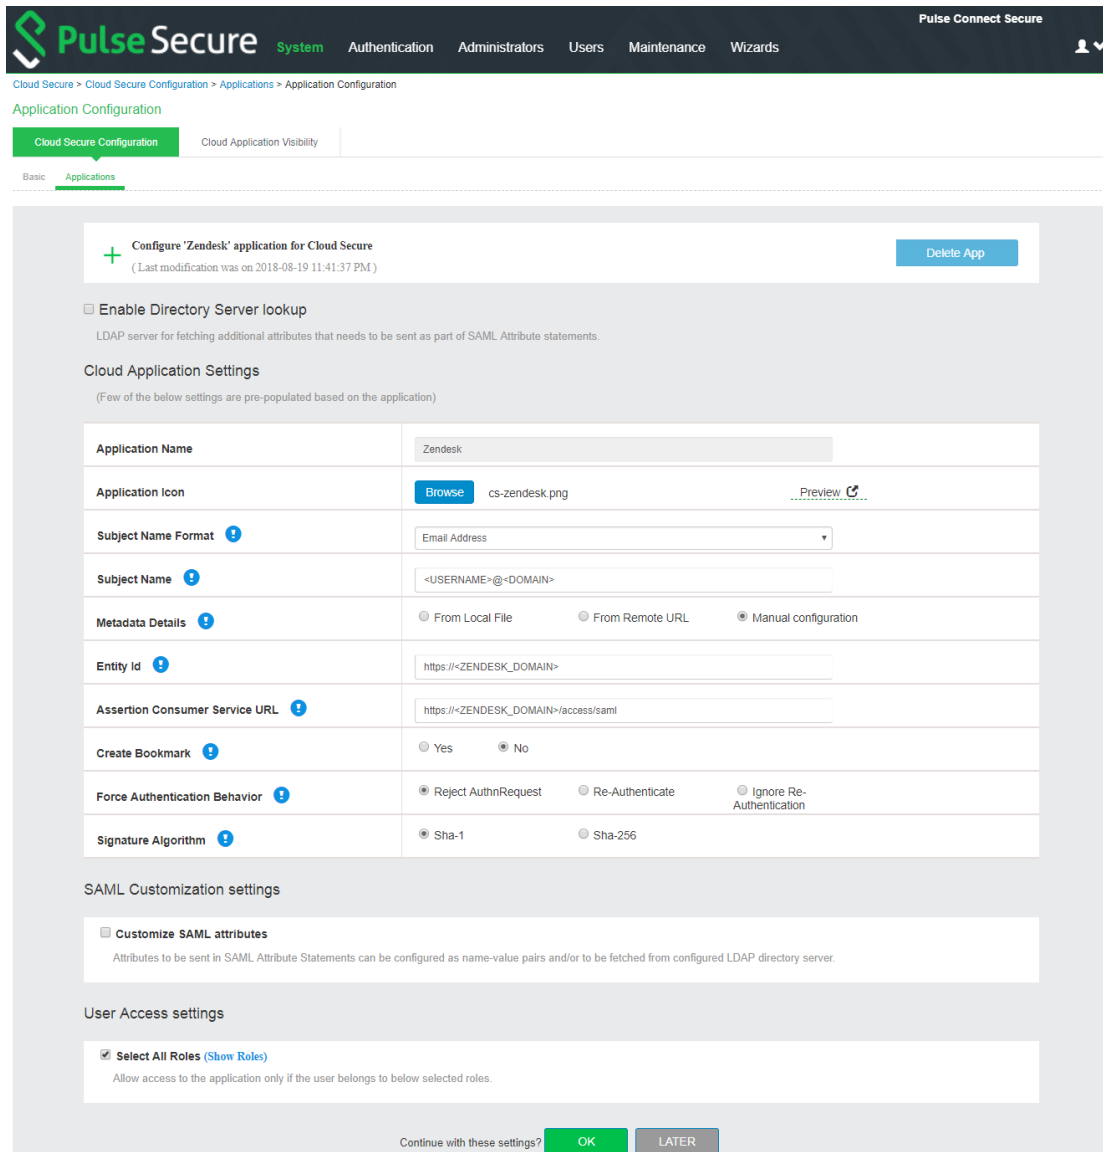 Pulse Connect Secure
Pulse Secure System Authentication Administrators Users Maintenance Wizards
Cloud Secure > Cloud Secure Configuration > Applications > Application Configuration
Application Configuration
Cloud Secure Configuration Cloud Application Visibility
Basic Applications
Configure 'Zendesk' application for Cloud Secure
( Last modification was on 2018-08-19 11:41:37 PM )
Delete App
Enable Directory Server lookup
LDAP server for fetching additional attributes that needs to be sent as part of SAML Attribute statements.
Cloud Application Settings
(Few of the below settings are pre-populated based on the application)
Application Name Zendesk
Application Icon Browse cs-zendesk.png Preview
Subject Name Format Email Address
Subject Name <USERNAME>@<DOMAIN>
Metadata Details From Local File From Remote URL Manual configuration
Entity Id https://<ZENDESK_DOMAIN>
Assertion Consumer Service URL https://<ZENDESK_DOMAIN>/access/saml
Create Bookmark Yes No
Force Authentication Behavior Reject AuthnRequest Re-Authenticate Ignore Re-
Authentication
Signature Algorithm Sha-1 Sha-256
SAML Customization settings
Customize SAML attributes
Attributes to be sent in SAML Attribute Statements can be configured as name-value pairs and/or to be fetched from configured LDAP directory server.
User Access settings
Select All Roles (Show Roles)
Allow access to the application only if the user belongs to below selected roles.
Continue with these settings? OK LATER